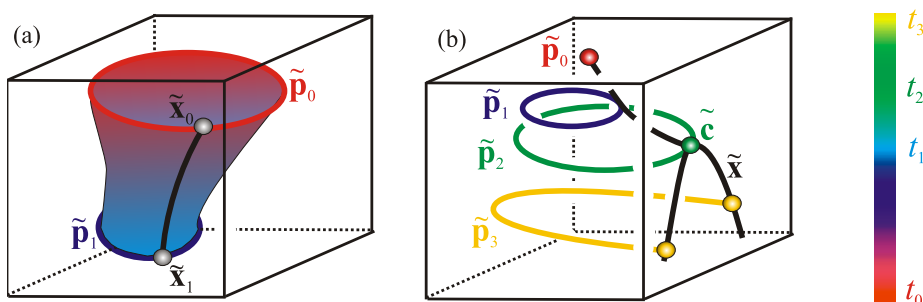 (a)
p̃₀
x̃₀
p̃₁
x̃₁
(b)
p̃₀
p̃₁
c̃
p̃₂
x̃
p̃₃
t₃
t₂
t₁
t₀